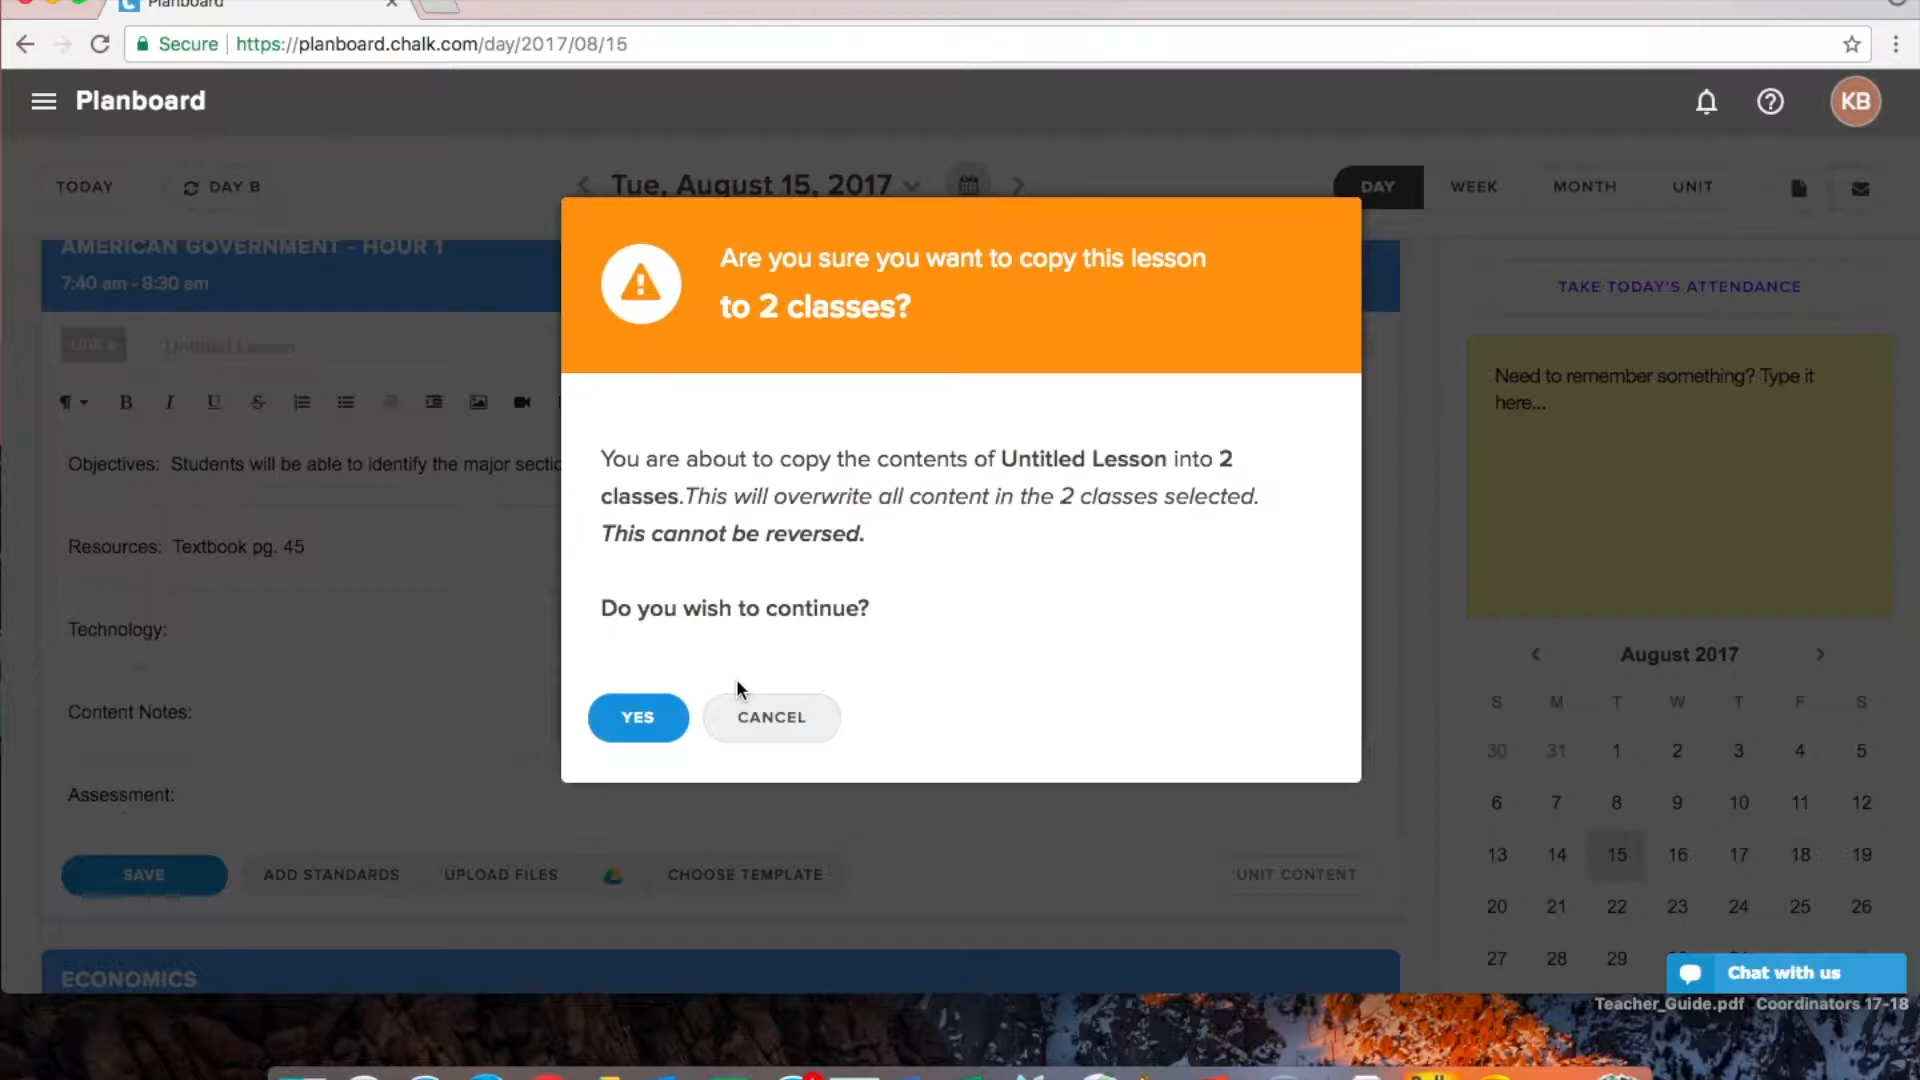 Planboard
Secure https://planboard.chalk.com/day/2017/08/15
Planboard
KB
TODAY
DAY B
Tue, August 15, 2017
DAY
WEEK
MONTH
UNIT
AMERICAN GOVERNMENT - HOUR 1
7:40 am - 8:30 am
Untitled Lesson
B I U S
Objectives: Students will be able to identify the major sectio
Resources: Textbook pg. 45
Technology:
Content Notes:
Assessment:
SAVE
ADD STANDARDS
UPLOAD FILES
CHOOSE TEMPLATE
UNIT CONTENT
ECONOMICS
Are you sure you want to copy this lesson
to 2 classes?
You are about to copy the contents of Untitled Lesson into 2
classes.This will overwrite all content in the 2 classes selected.
This cannot be reversed.
Do you wish to continue?
YES
CANCEL
TAKE TODAY'S ATTENDANCE
Need to remember something? Type it
here...
August 2017
S M T W T F S
30 31 1 2 3 4 5
6 7 8 9 10 11 12
13 14 15 16 17 18 19
20 21 22 23 24 25 26
27 28 29
Chat with us
Teacher_Guide.pdf Coordinators 17-18